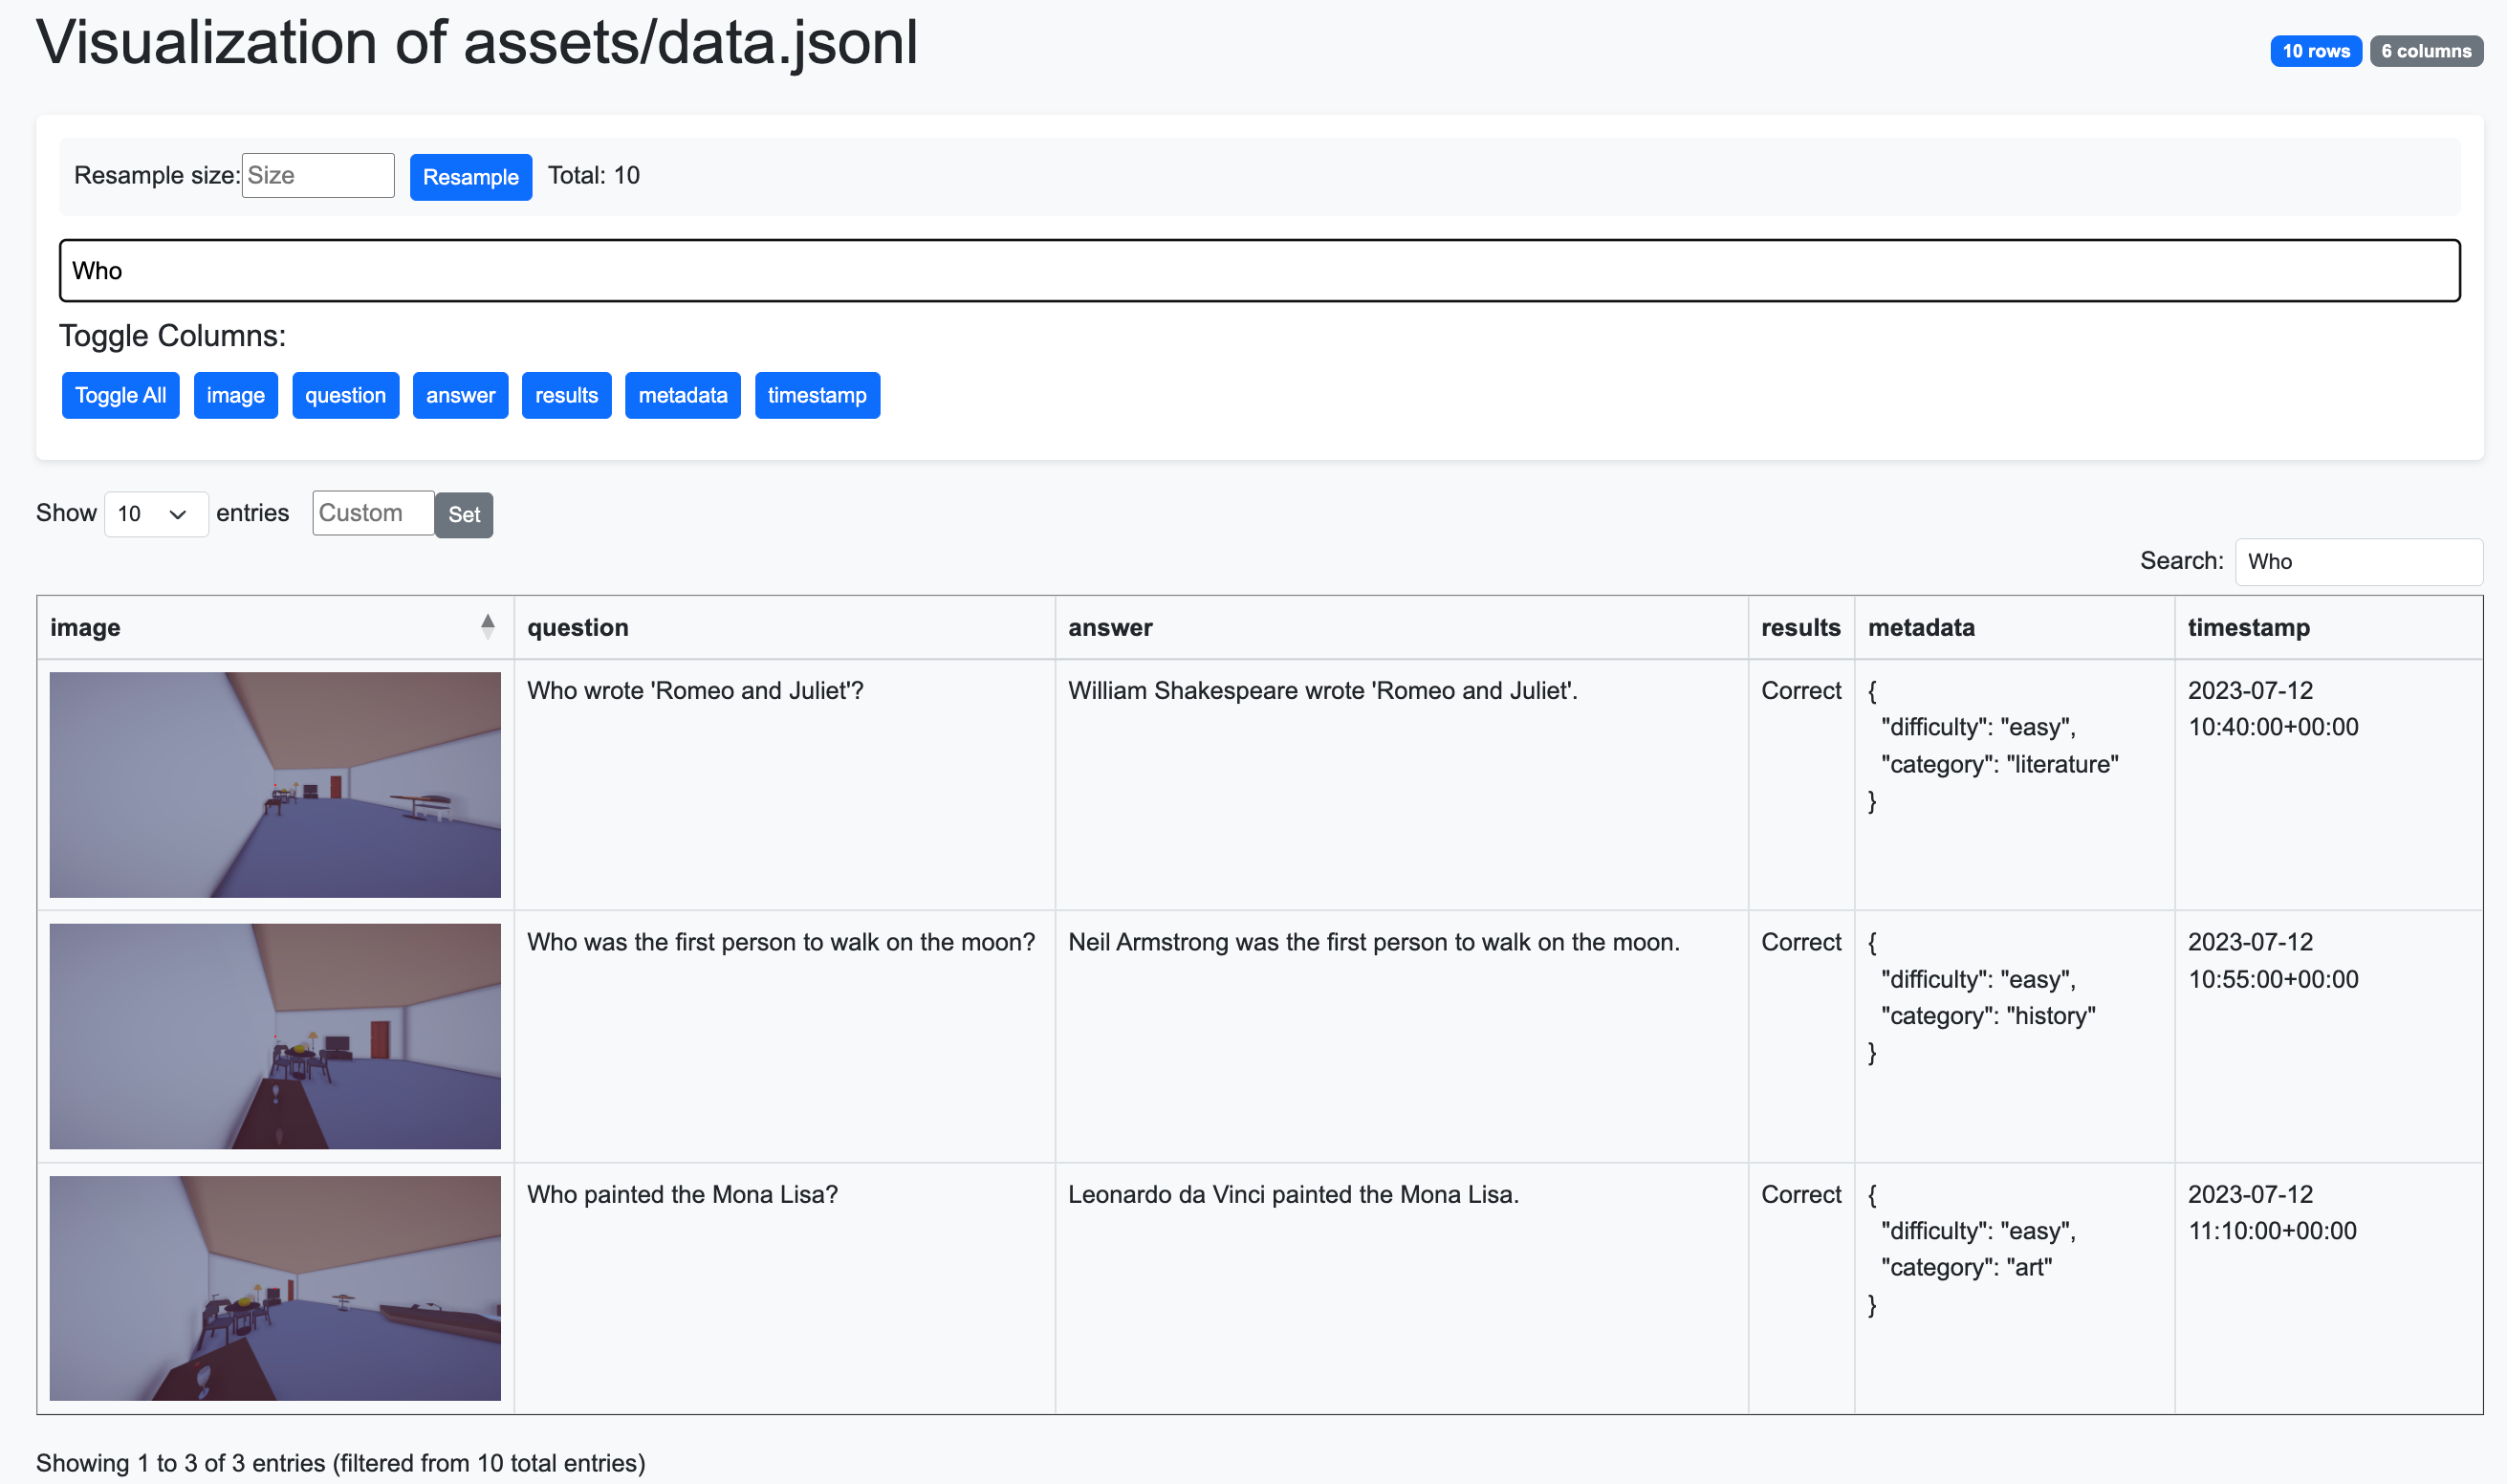 Visualization of assets/data.jsonl
10 rows 6 columns
Resample size: Size Resample Total: 10
Who
Toggle Columns:
Toggle All image question answer results metadata timestamp
Show 10 entries Custom Set
Search: Who
image question answer results metadata timestamp
Who wrote 'Romeo and Juliet'? William Shakespeare wrote 'Romeo and Juliet'. Correct { 2023-07-12
"difficulty": "easy", 10:40:00+00:00
"category": "literature"
}
Who was the first person to walk on the moon? Neil Armstrong was the first person to walk on the moon. Correct { 2023-07-12
"difficulty": "easy", 10:55:00+00:00
"category": "history"
}
Who painted the Mona Lisa? Leonardo da Vinci painted the Mona Lisa. Correct { 2023-07-12
"difficulty": "easy", 11:10:00+00:00
"category": "art"
}
Showing 1 to 3 of 3 entries (filtered from 10 total entries)